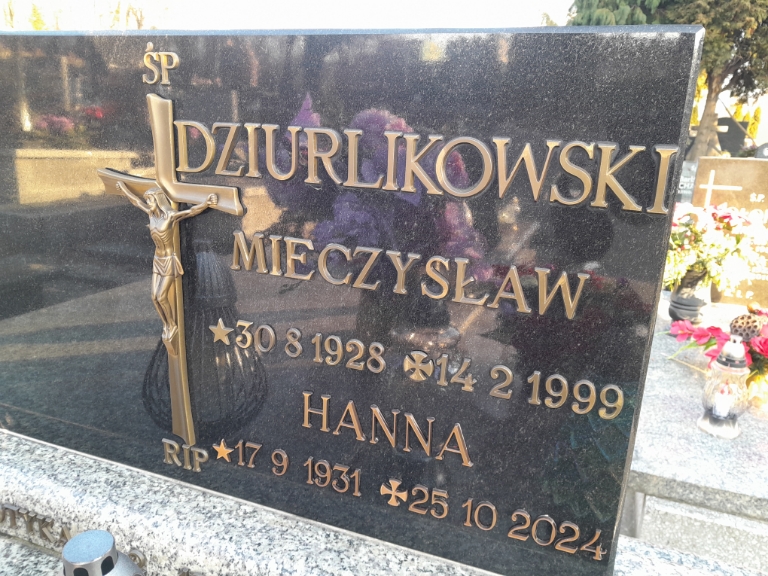 ŚP
DZIURLIKOWSKI
MIECZYSŁAW
30 8 1928 14 2 1999
HANNA
RIP 17 9 1931 25 10 2024